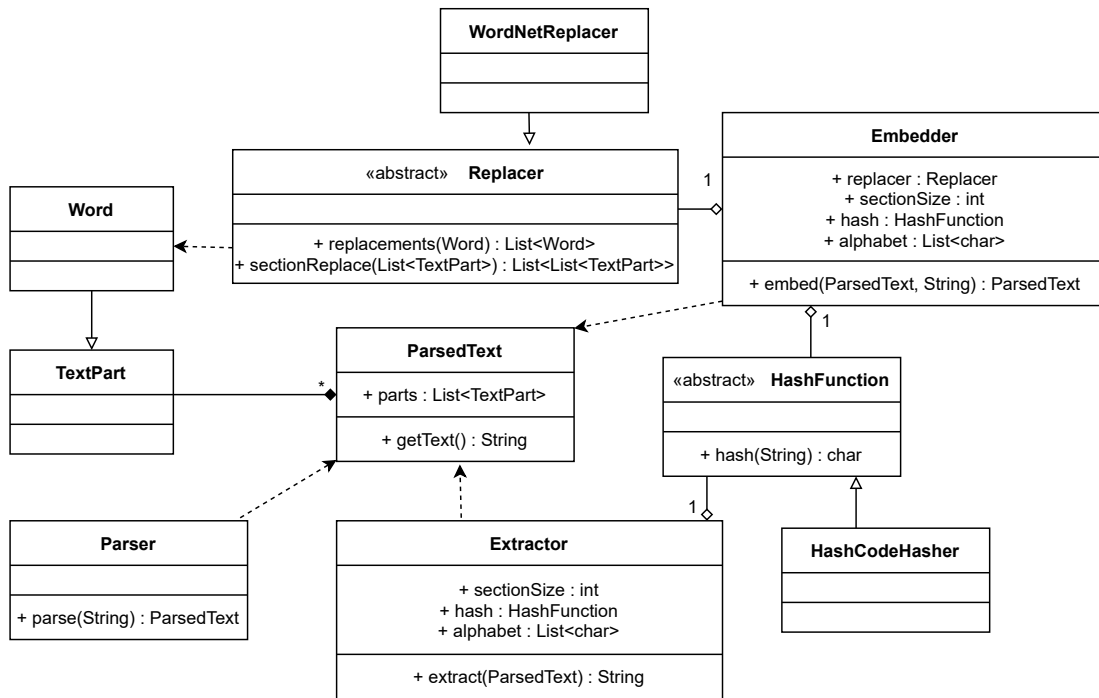 WordNetReplacer
Embedder
+ replacer : Replacer
+ sectionSize : int
+ hash : HashFunction
+ alphabet : List<char>
+ embed(ParsedText, String) : ParsedText
«abstract» Replacer
+ replacements(Word) : List<Word>
+ sectionReplace(List<TextPart>) : List<List<TextPart>>
1
Word
1
TextPart
*
ParsedText
+ parts : List<TextPart>
+ getText() : String
«abstract» HashFunction
+ hash(String) : char
1
Parser
+ parse(String) : ParsedText
Extractor
+ sectionSize : int
+ hash : HashFunction
+ alphabet : List<char>
+ extract(ParsedText) : String
HashCodeHasher